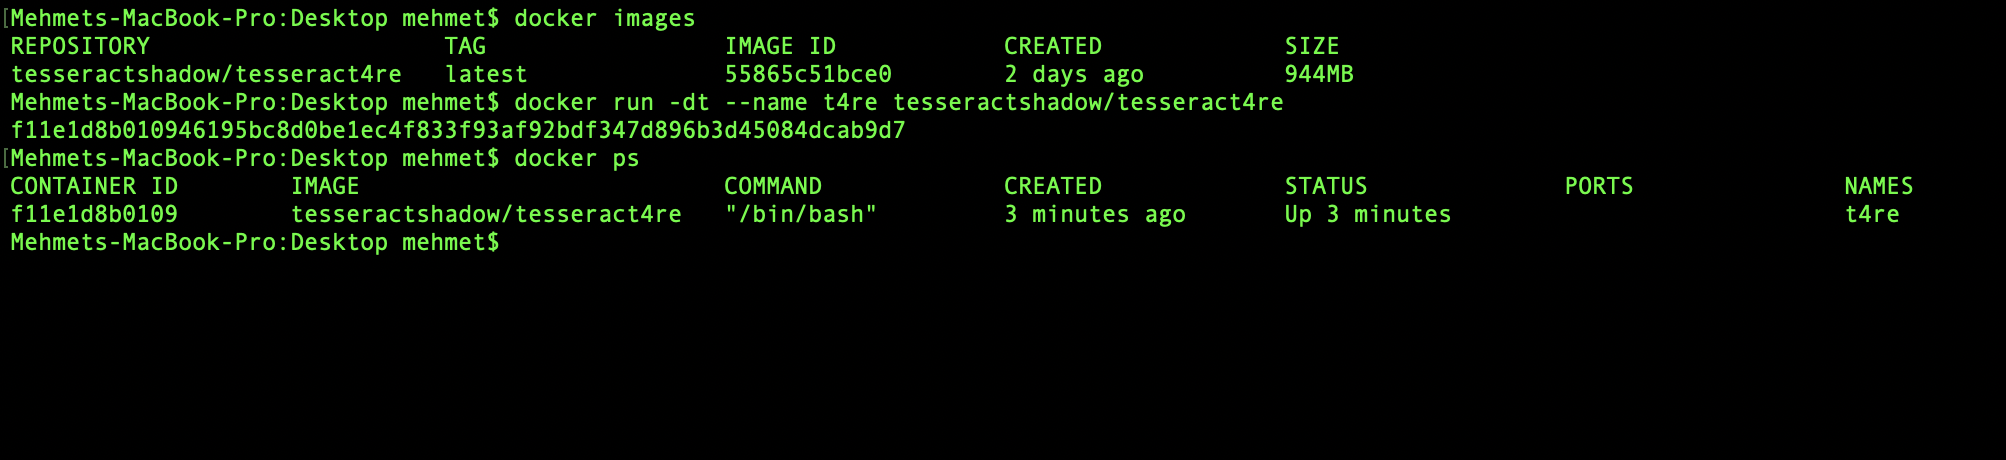 [Mehmets-MacBook-Pro:Desktop mehmet$ docker images
REPOSITORY TAG IMAGE ID CREATED SIZE
tesseractshadow/tesseract4re latest 55865c51bce0 2 days ago 944MB
Mehmets-MacBook-Pro:Desktop mehmet$ docker run -dt --name t4re tesseractshadow/tesseract4re
f11e1d8b010946195bc8d0be1ec4f833f93af92bdf347d896b3d45084dcab9d7
[Mehmets-MacBook-Pro:Desktop mehmet$ docker ps
CONTAINER ID IMAGE COMMAND CREATED STATUS PORTS NAMES
f11e1d8b0109 tesseractshadow/tesseract4re "/bin/bash" 3 minutes ago Up 3 minutes t4re
Mehmets-MacBook-Pro:Desktop mehmet$